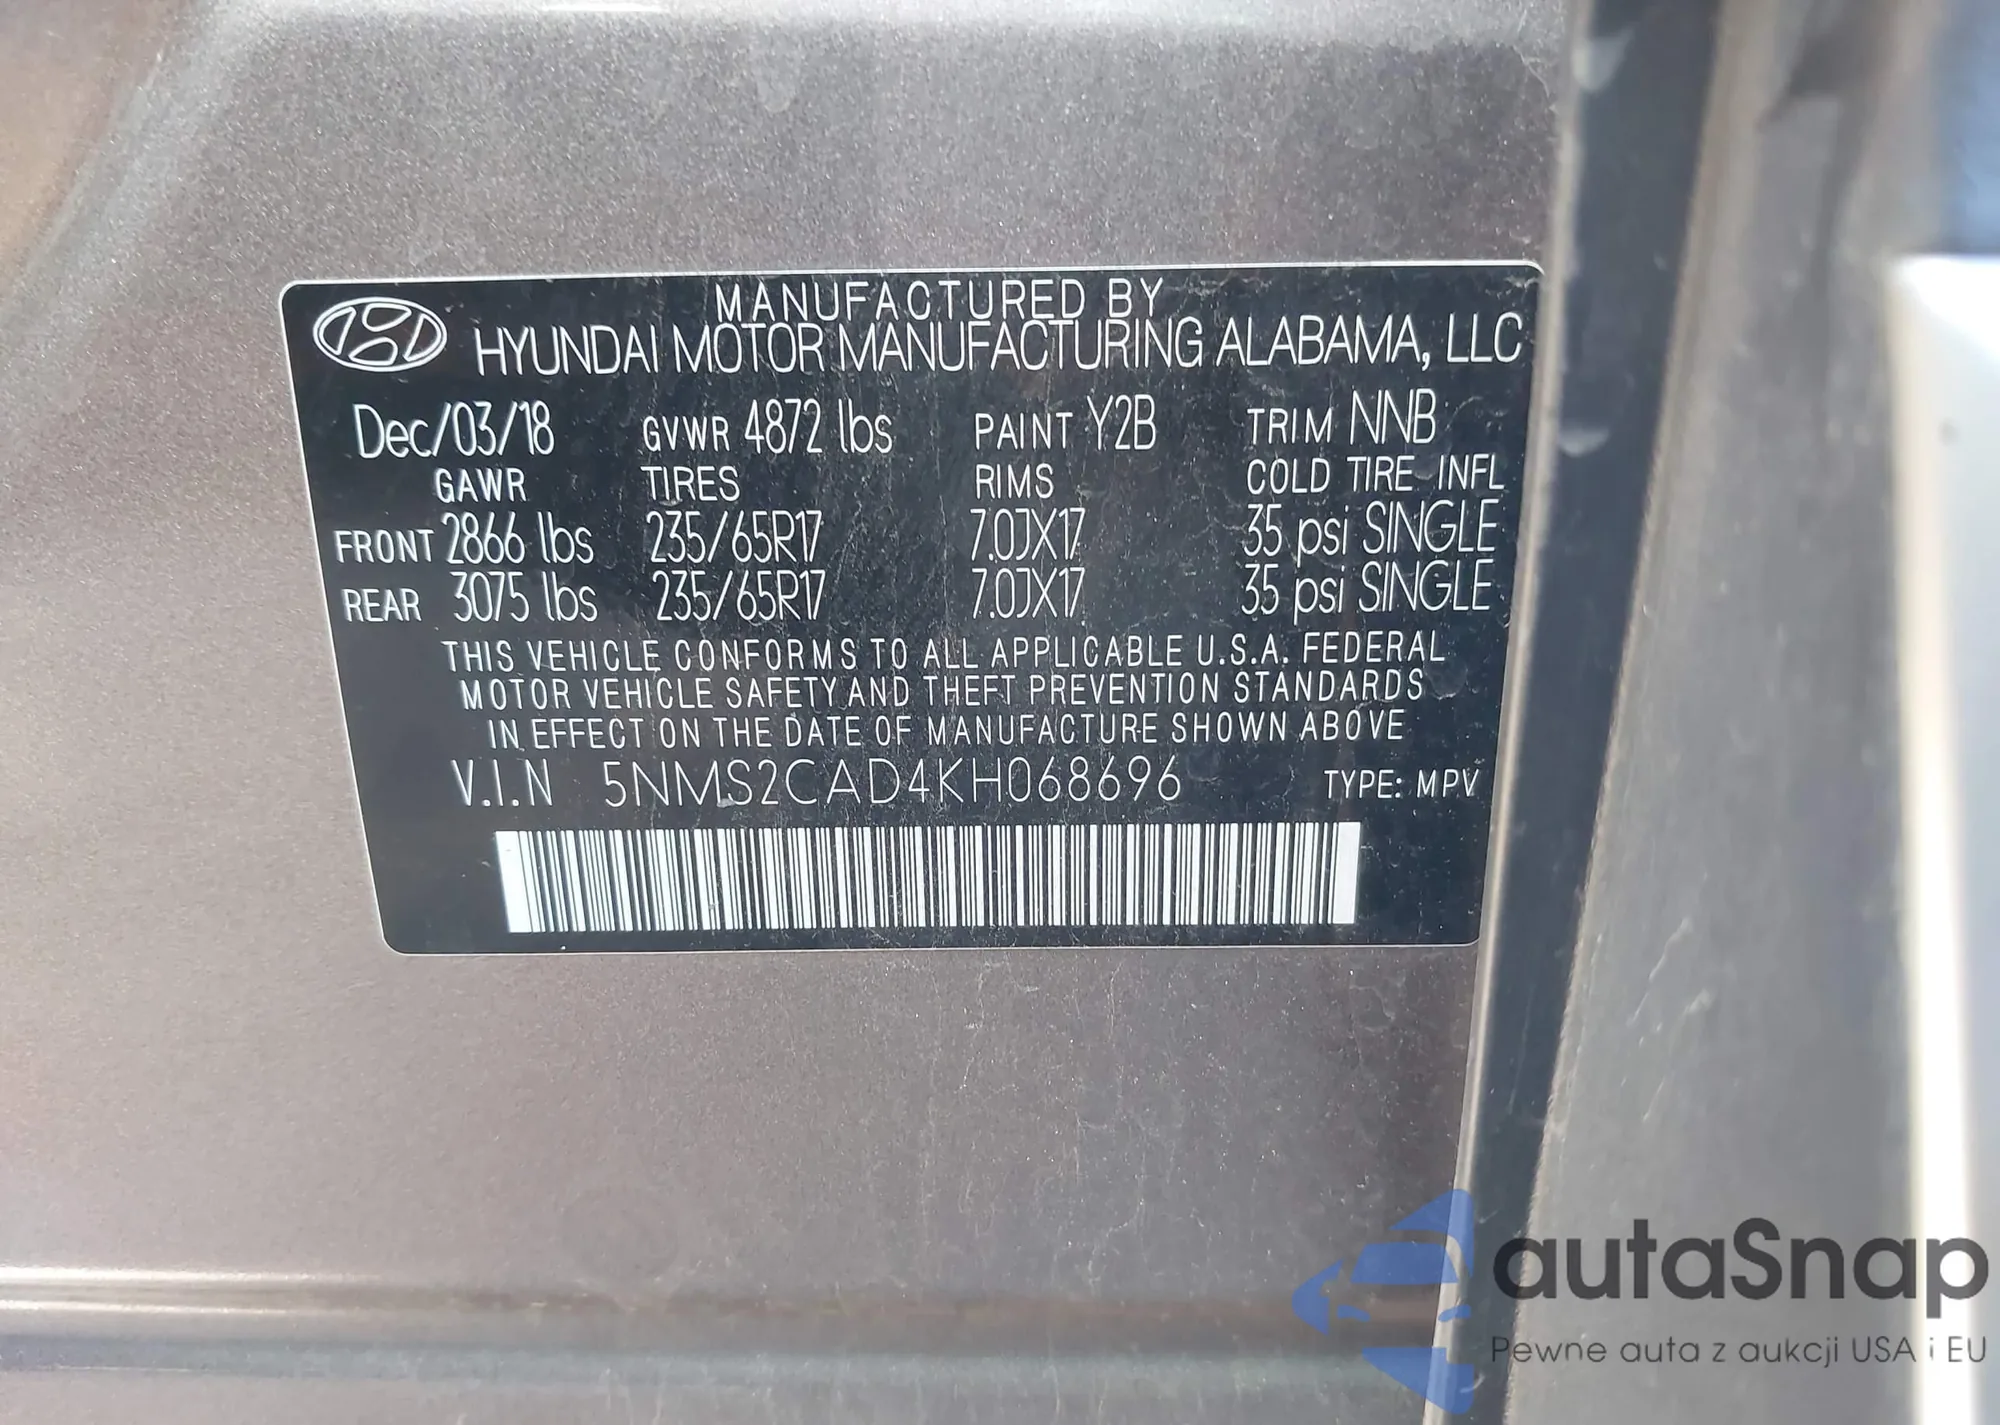 MANUFACTURED BY
HYUNDAI MOTOR MANUFACTURING ALABAMA, LLC
Dec/03/18 GVWR 4872 lbs PAINT Y2B TRIM NNB
GAWR TIRES RIMS COLD TIRE INFL
FRONT 2866 lbs 235/65R17 7.0JX17 35 psi SINGLE
REAR 3075 lbs 235/65R17 7.0JX17 35 psi SINGLE
THIS VEHICLE CONFORMS TO ALL APPLICABLE U.S.A. FEDERAL
MOTOR VEHICLE SAFETY AND THEFT PREVENTION STANDARDS
IN EFFECT ON THE DATE OF MANUFACTURE SHOWN ABOVE
V.I.N 5NMS2CAD4KH068696 TYPE: MPV
autaSnap
Pewne auta z aukcji USA i EU